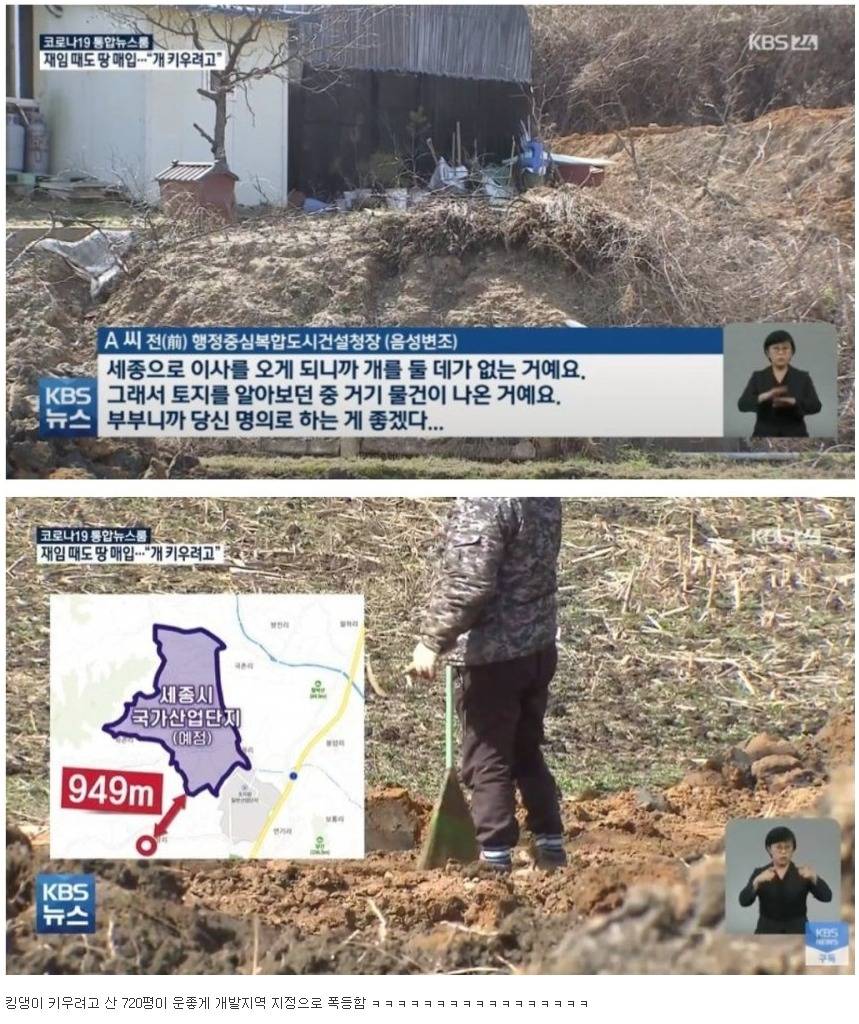 코로나19 통합뉴스룸
재임 때도 땅 매입…“개 키우려고”
KBS 24
A 씨 전(前) 행정중심복합도시건설청장 (음성변조)
세종으로 이사를 오게 되니까 개를 둘 데가 없는 거예요.
그래서 토지를 알아보던 중 거기 물건이 나온 거예요.
부부니까 당신 명의로 하는 게 좋겠다...
KBS
뉴스
코로나19 통합뉴스룸
재임 때도 땅 매입…“개 키우려고”
KBS 24
세종시
국가산업단지
(예정)
949m
연기리
KBS
뉴스
KBS
NEWS
구독
킹댕이 키우려고 산 720평이 운좋게 개발지역 지정으로 폭등함 ㅋㅋㅋㅋㅋㅋㅋㅋㅋㅋㅋㅋㅋㅋㅋㅋㅋ